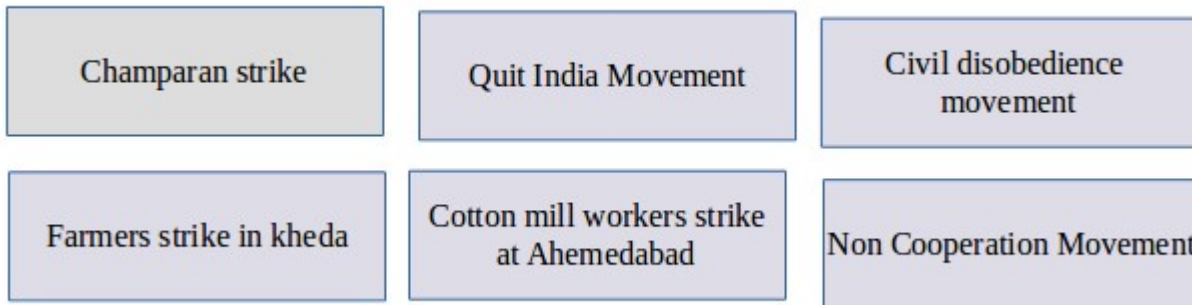 Champaran strike
Quit India Movement
Civil disobedience
movement
Farmers strike in kheda
Cotton mill workers strike
at Ahemedabad
Non Cooperation Movement